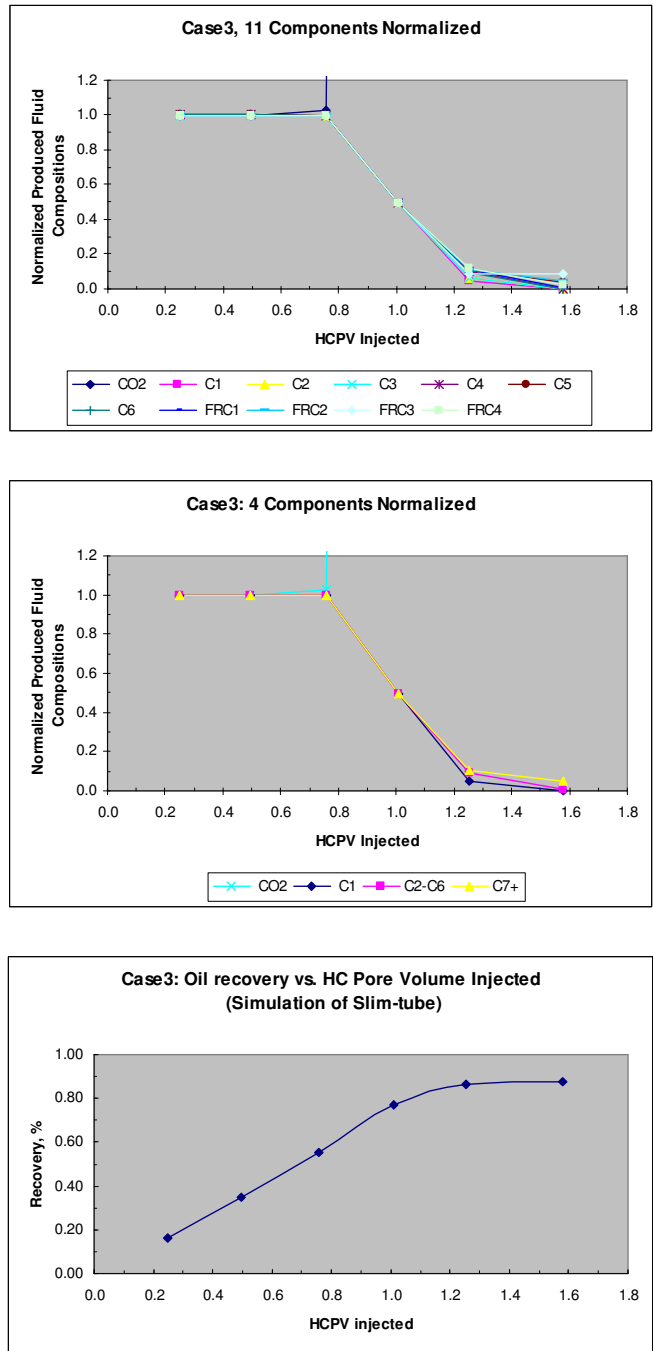 Case3, 11 Components Normalized
Normalized Produced Fluid
Compositions
1.2
1.0
0.8
0.6
0.4
0.2
0.0
0.0 0.2 0.4 0.6 0.8 1.0 1.2 1.4 1.6 1.8
HCPV Injected
CO2 C1 C2 C3 C4 C5
C6 FRC1 FRC2 FRC3 FRC4
Case3: 4 Components Normalized
Normalized Produced Fluid
Compositions
1.2
1.0
0.8
0.6
0.4
0.2
0.0
0.0 0.2 0.4 0.6 0.8 1.0 1.2 1.4 1.6 1.8
HCPV Injected
CO2 C1 C2-C6 C7+
Case3: Oil recovery vs. HC Pore Volume Injected
(Simulation of Slim-tube)
Recovery, %
1.00
0.80
0.60
0.40
0.20
0.00
0.0 0.2 0.4 0.6 0.8 1.0 1.2 1.4 1.6 1.8
HCPV injected